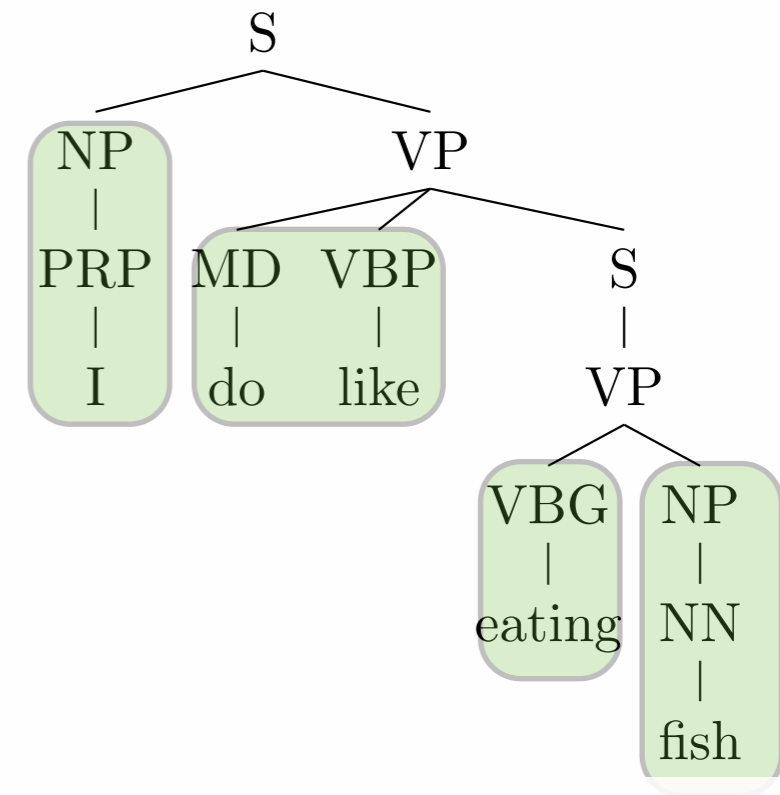 S
NP VP
PRP MD VBP S
I do like VP
VBG NP
eating NN
fish